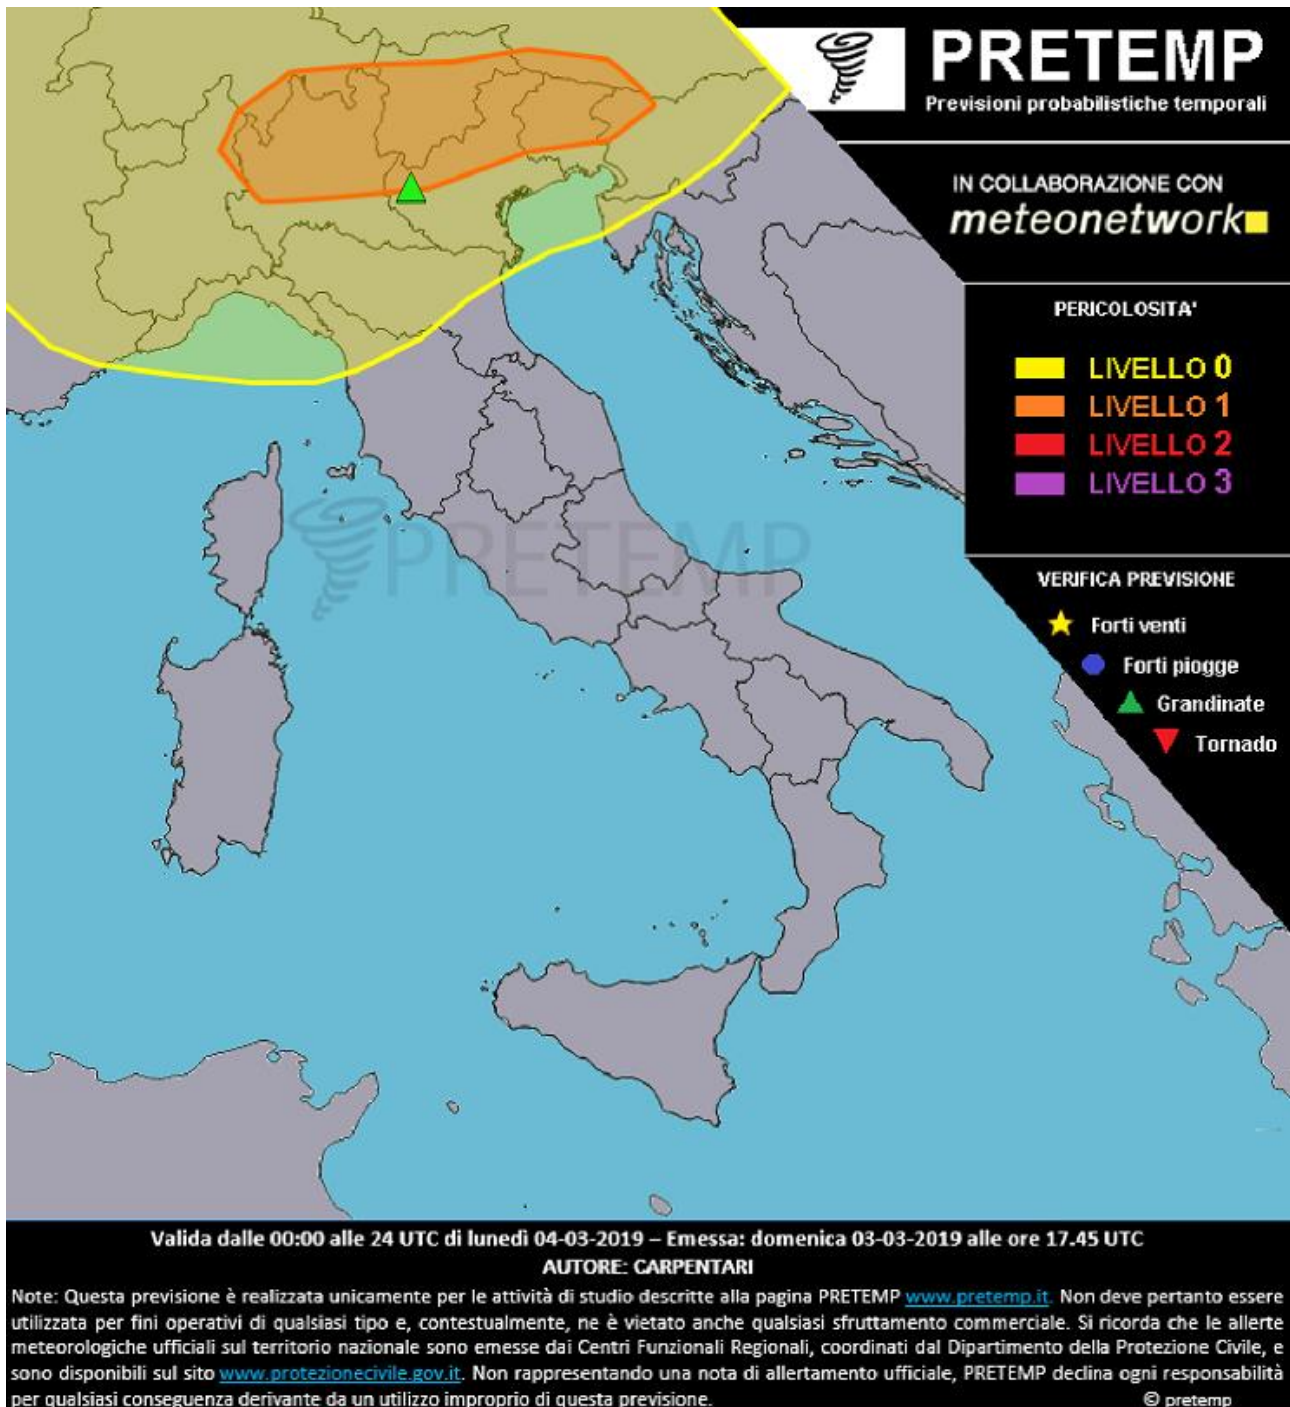 PRETEMP
Previsioni probabilistiche temporali
IN COLLABORAZIONE CON
meteonetwork
PERICOLOSITA'
LIVELLO 0
LIVELLO 1
LIVELLO 2
LIVELLO 3
VERIFICA PREVISIONE
Forti venti
Forti piogge
Grandinate
Tornado
PRETEMP
Valida dalle 00:00 alle 24 UTC di lunedì 04-03-2019 – Emessa: domenica 03-03-2019 alle ore 17.45 UTC
AUTORE: CARPENTARI
Note: Questa previsione è realizzata unicamente per le attività di studio descritte alla pagina PRETEMP www.pretemp.it. Non deve pertanto essere
utilizzata per fini operativi di qualsiasi tipo e, contestualmente, ne è vietato anche qualsiasi sfruttamento commerciale. Si ricorda che le allerte
meteorologiche ufficiali sul territorio nazionale sono emesse dai Centri Funzionali Regionali, coordinati dal Dipartimento della Protezione Civile, e
sono disponibili sul sito www.protezionecivile.gov.it. Non rappresentando una nota di allertamento ufficiale, PRETEMP declina ogni responsabilità
per qualsiasi conseguenza derivante da un utilizzo improprio di questa previsione.
© pretemp